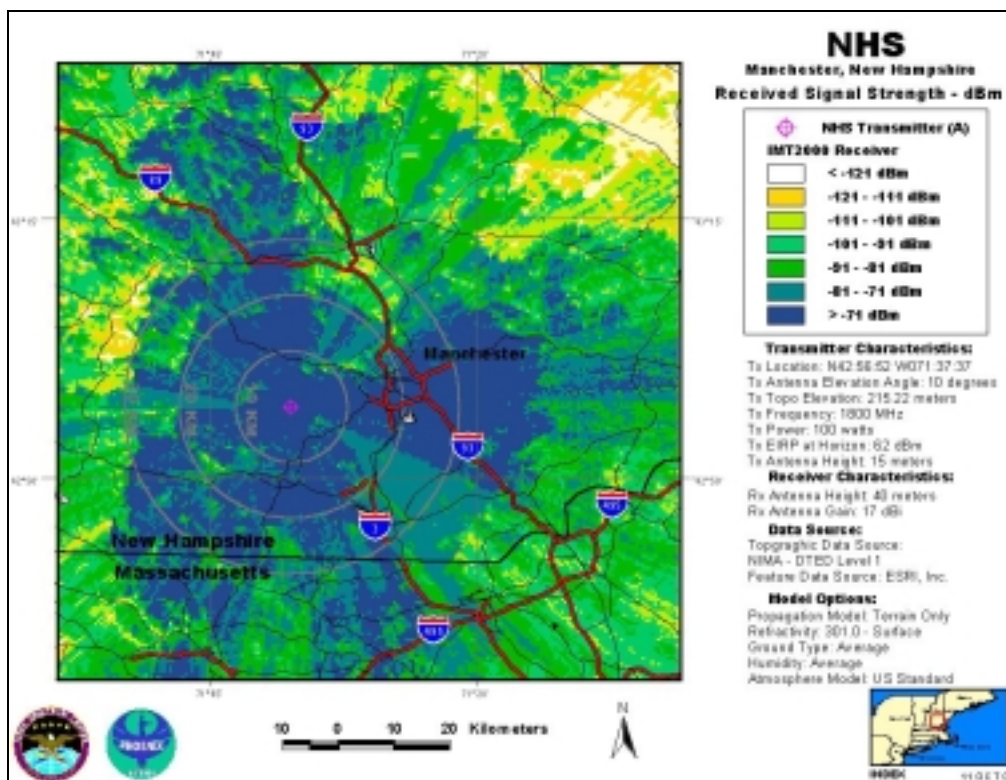 NHS
Manchester, New Hampshire
Received Signal Strength - dBm
NHS Transmitter (A)
IMT2000 Receiver
< -121 dBm
-121 - -111 dBm
-111 - -101 dBm
-101 - -91 dBm
-91 - -81 dBm
-81 - -71 dBm
> -71 dBm
Transmitter Characteristics:
Tx Location: N42:56:52 W071:37:37
Tx Antenna Elevation Angle: 10 degrees
Tx Topo Elevation: 215.22 meters
Tx Frequency: 1800 MHz
Tx Power: 100 watts
Tx EIRP at Horizon: 62 dBm
Tx Antenna Height: 15 meters
Receiver Characteristics:
Rx Antenna Height: 40 meters
Rx Antenna Gain: 17 dBi
Data Source:
Topgraghic Data Source:
NIMA - DTED Level 1
Feature Data Source: ESRI, Inc.
Model Options:
Propagation Model: Terrain Only
Refractivity: 301.0 - Surface
Ground Type: Average
Humidity: Average
Atmosphere Model: US Standard
93
89
Manchester
93
495
3
New Hampshire
Massachusetts
495
10 0 10 20 Kilometers
N
PHOENIX
INDEX